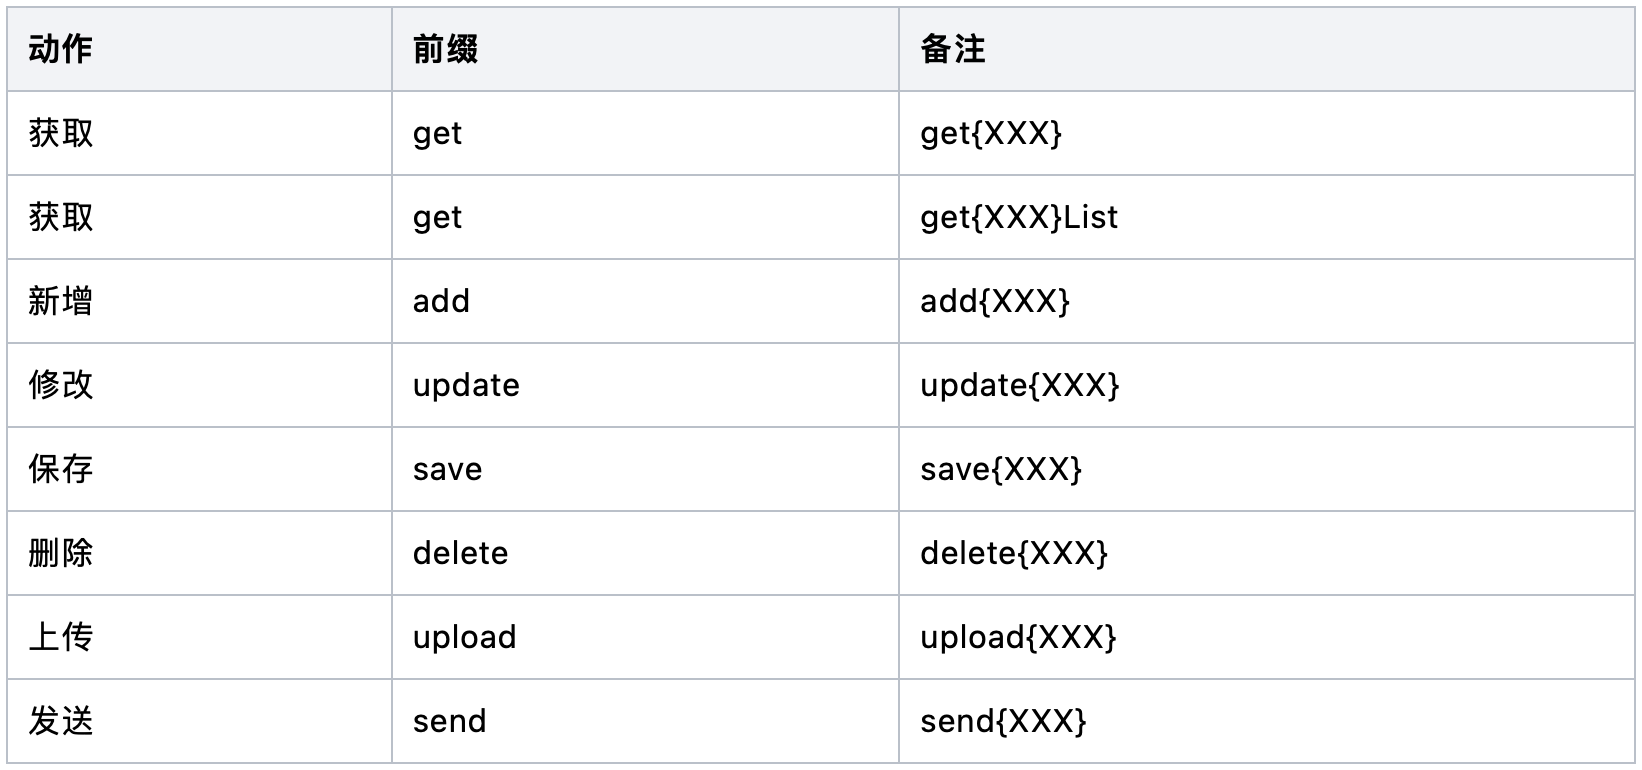 动作 前缀 备注
获取 get get{XXX}
获取 get get{XXX}List
新增 add add{XXX}
修改 update update{XXX}
保存 save save{XXX}
删除 delete delete{XXX}
上传 upload upload{XXX}
发送 send send{XXX}